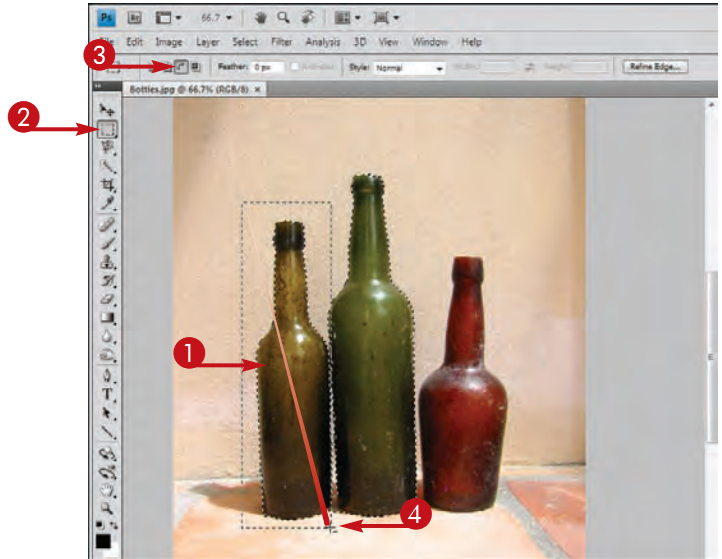 Ps Br 66.7
File Edit Image Layer Select Filter Analysis 3D View Window Help
3
Feather: 0 px Style: Normal Refine Edge...
Bottles.jpg @ 66.7% (RGB/8) ×
2
1
T
4